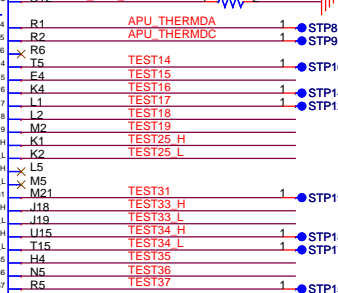 R1 APU_THERMDA 1 STP8
R2 APU_THERMDC 1 STP9
R6
T5 TEST14 1
E4 TEST15
K4 TEST16 1
L1 TEST17 1
L2 TEST18
M2 TEST19
K1 TEST25_H
K2 TEST25_L
L5
M5
M21 TEST31 1
J18 TEST33_H
J19 TEST33_L
U15 TEST34_H 1
T15 TEST34_L 1
H4 TEST35
N5 TEST36
R5 TEST37 1